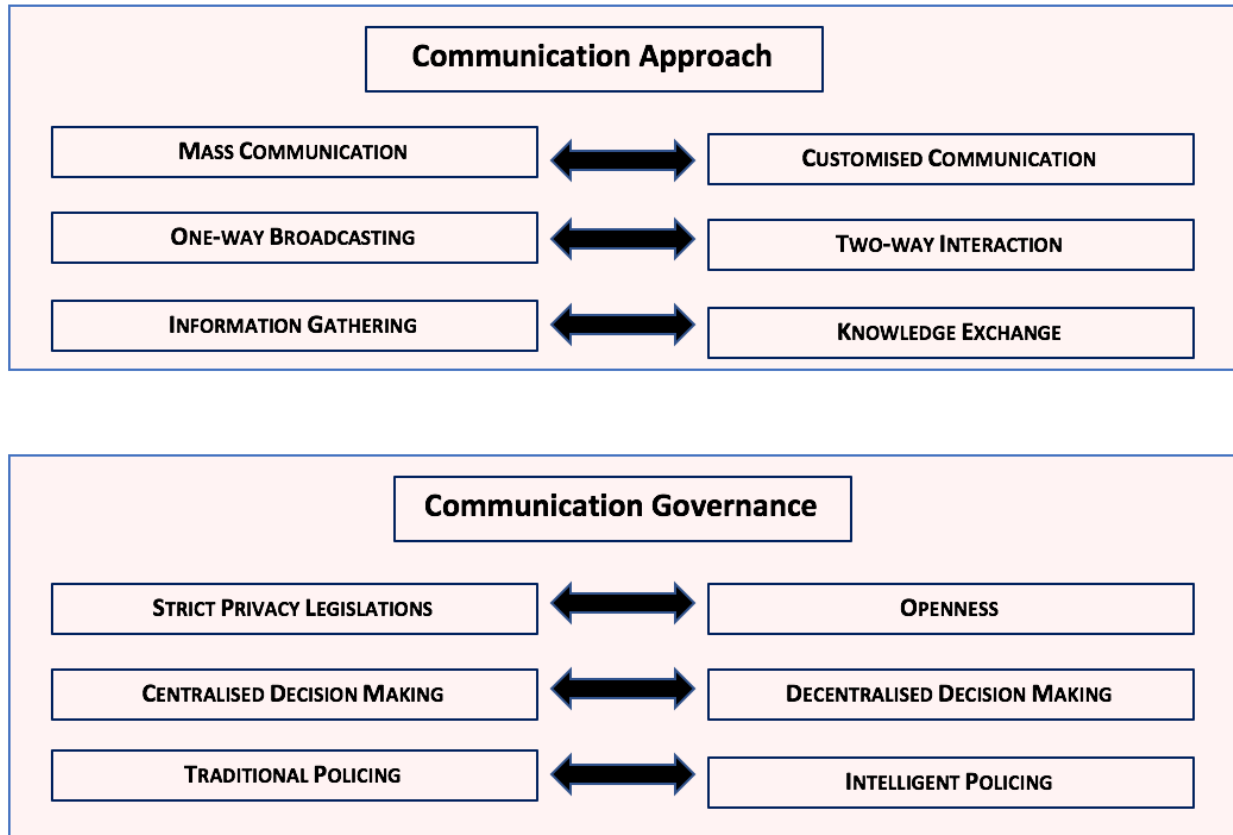 Communication Approach
MASS COMMUNICATION
CUSTOMISED COMMUNICATION
ONE-WAY BROADCASTING
TWO-WAY INTERACTION
INFORMATION GATHERING
KNOWLEDGE EXCHANGE
Communication Governance
STRICT PRIVACY LEGISLATIONS
OPENNESS
CENTRALISED DECISION MAKING
DECENTRALISED DECISION MAKING
TRADITIONAL POLICING
INTELLIGENT POLICING